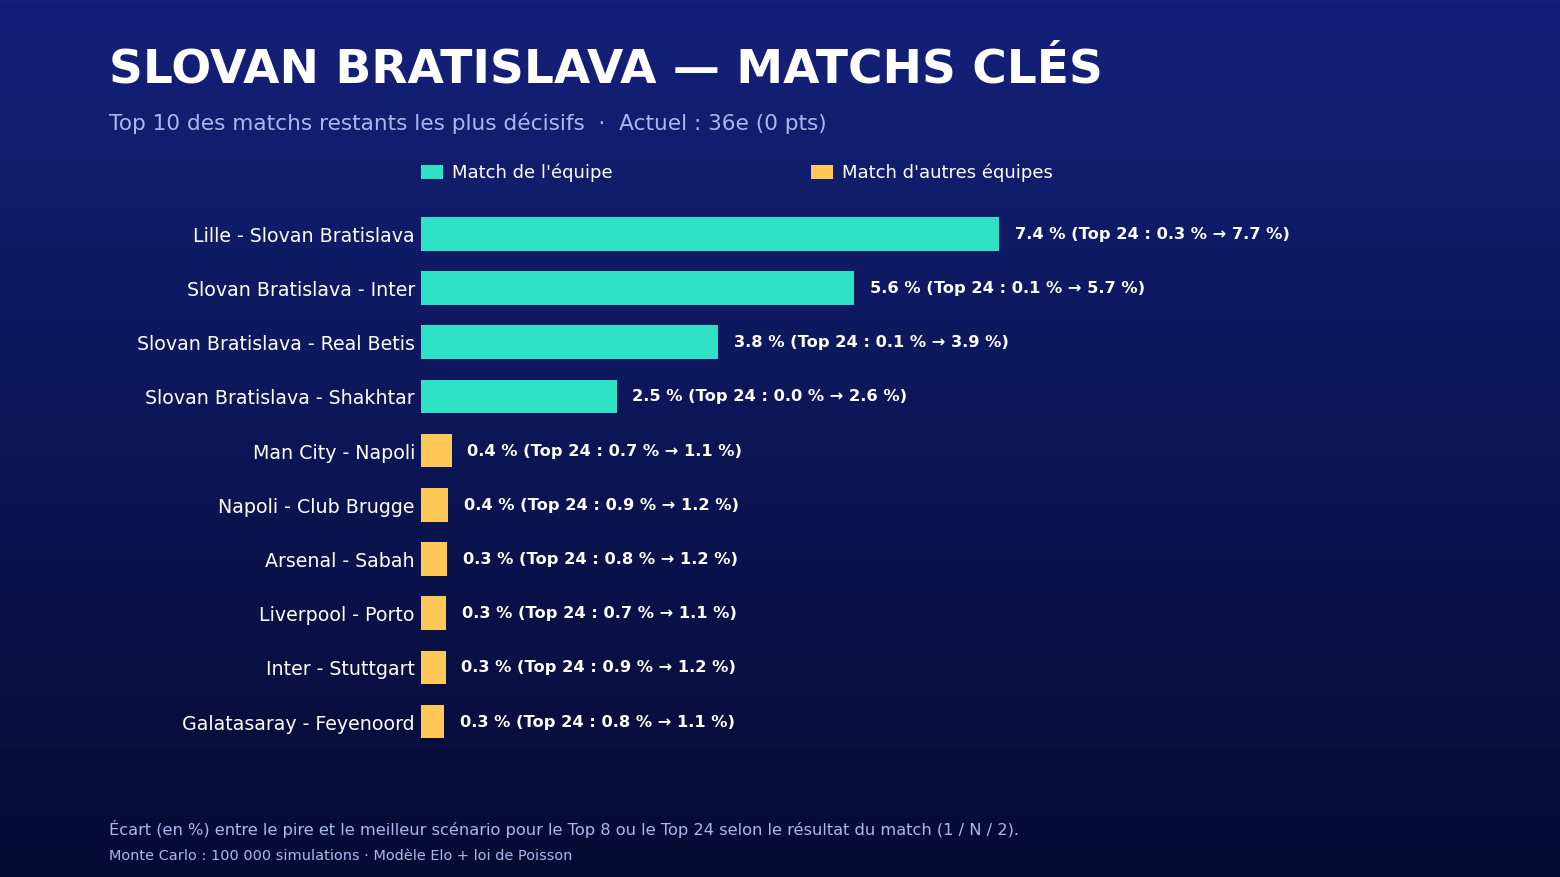 SLOVAN BRATISLAVA — MATCHS CLÉS
Top 10 des matchs restants les plus décisifs · Actuel : 36e (0 pts)
Match de l'équipe
Match d'autres équipes
Lille - Slovan Bratislava 7.4 % (Top 24 : 0.3 % → 7.7 %)
Slovan Bratislava - Inter 5.6 % (Top 24 : 0.1 % → 5.7 %)
Slovan Bratislava - Real Betis 3.8 % (Top 24 : 0.1 % → 3.9 %)
Slovan Bratislava - Shakhtar 2.5 % (Top 24 : 0.0 % → 2.6 %)
Man City - Napoli 0.4 % (Top 24 : 0.7 % → 1.1 %)
Napoli - Club Brugge 0.4 % (Top 24 : 0.9 % → 1.2 %)
Arsenal - Sabah 0.3 % (Top 24 : 0.8 % → 1.2 %)
Liverpool - Porto 0.3 % (Top 24 : 0.7 % → 1.1 %)
Inter - Stuttgart 0.3 % (Top 24 : 0.9 % → 1.2 %)
Galatasaray - Feyenoord 0.3 % (Top 24 : 0.8 % → 1.1 %)
Écart (en %) entre le pire et le meilleur scénario pour le Top 8 ou le Top 24 selon le résultat du match (1 / N / 2).
Monte Carlo : 100 000 simulations · Modèle Elo + loi de Poisson